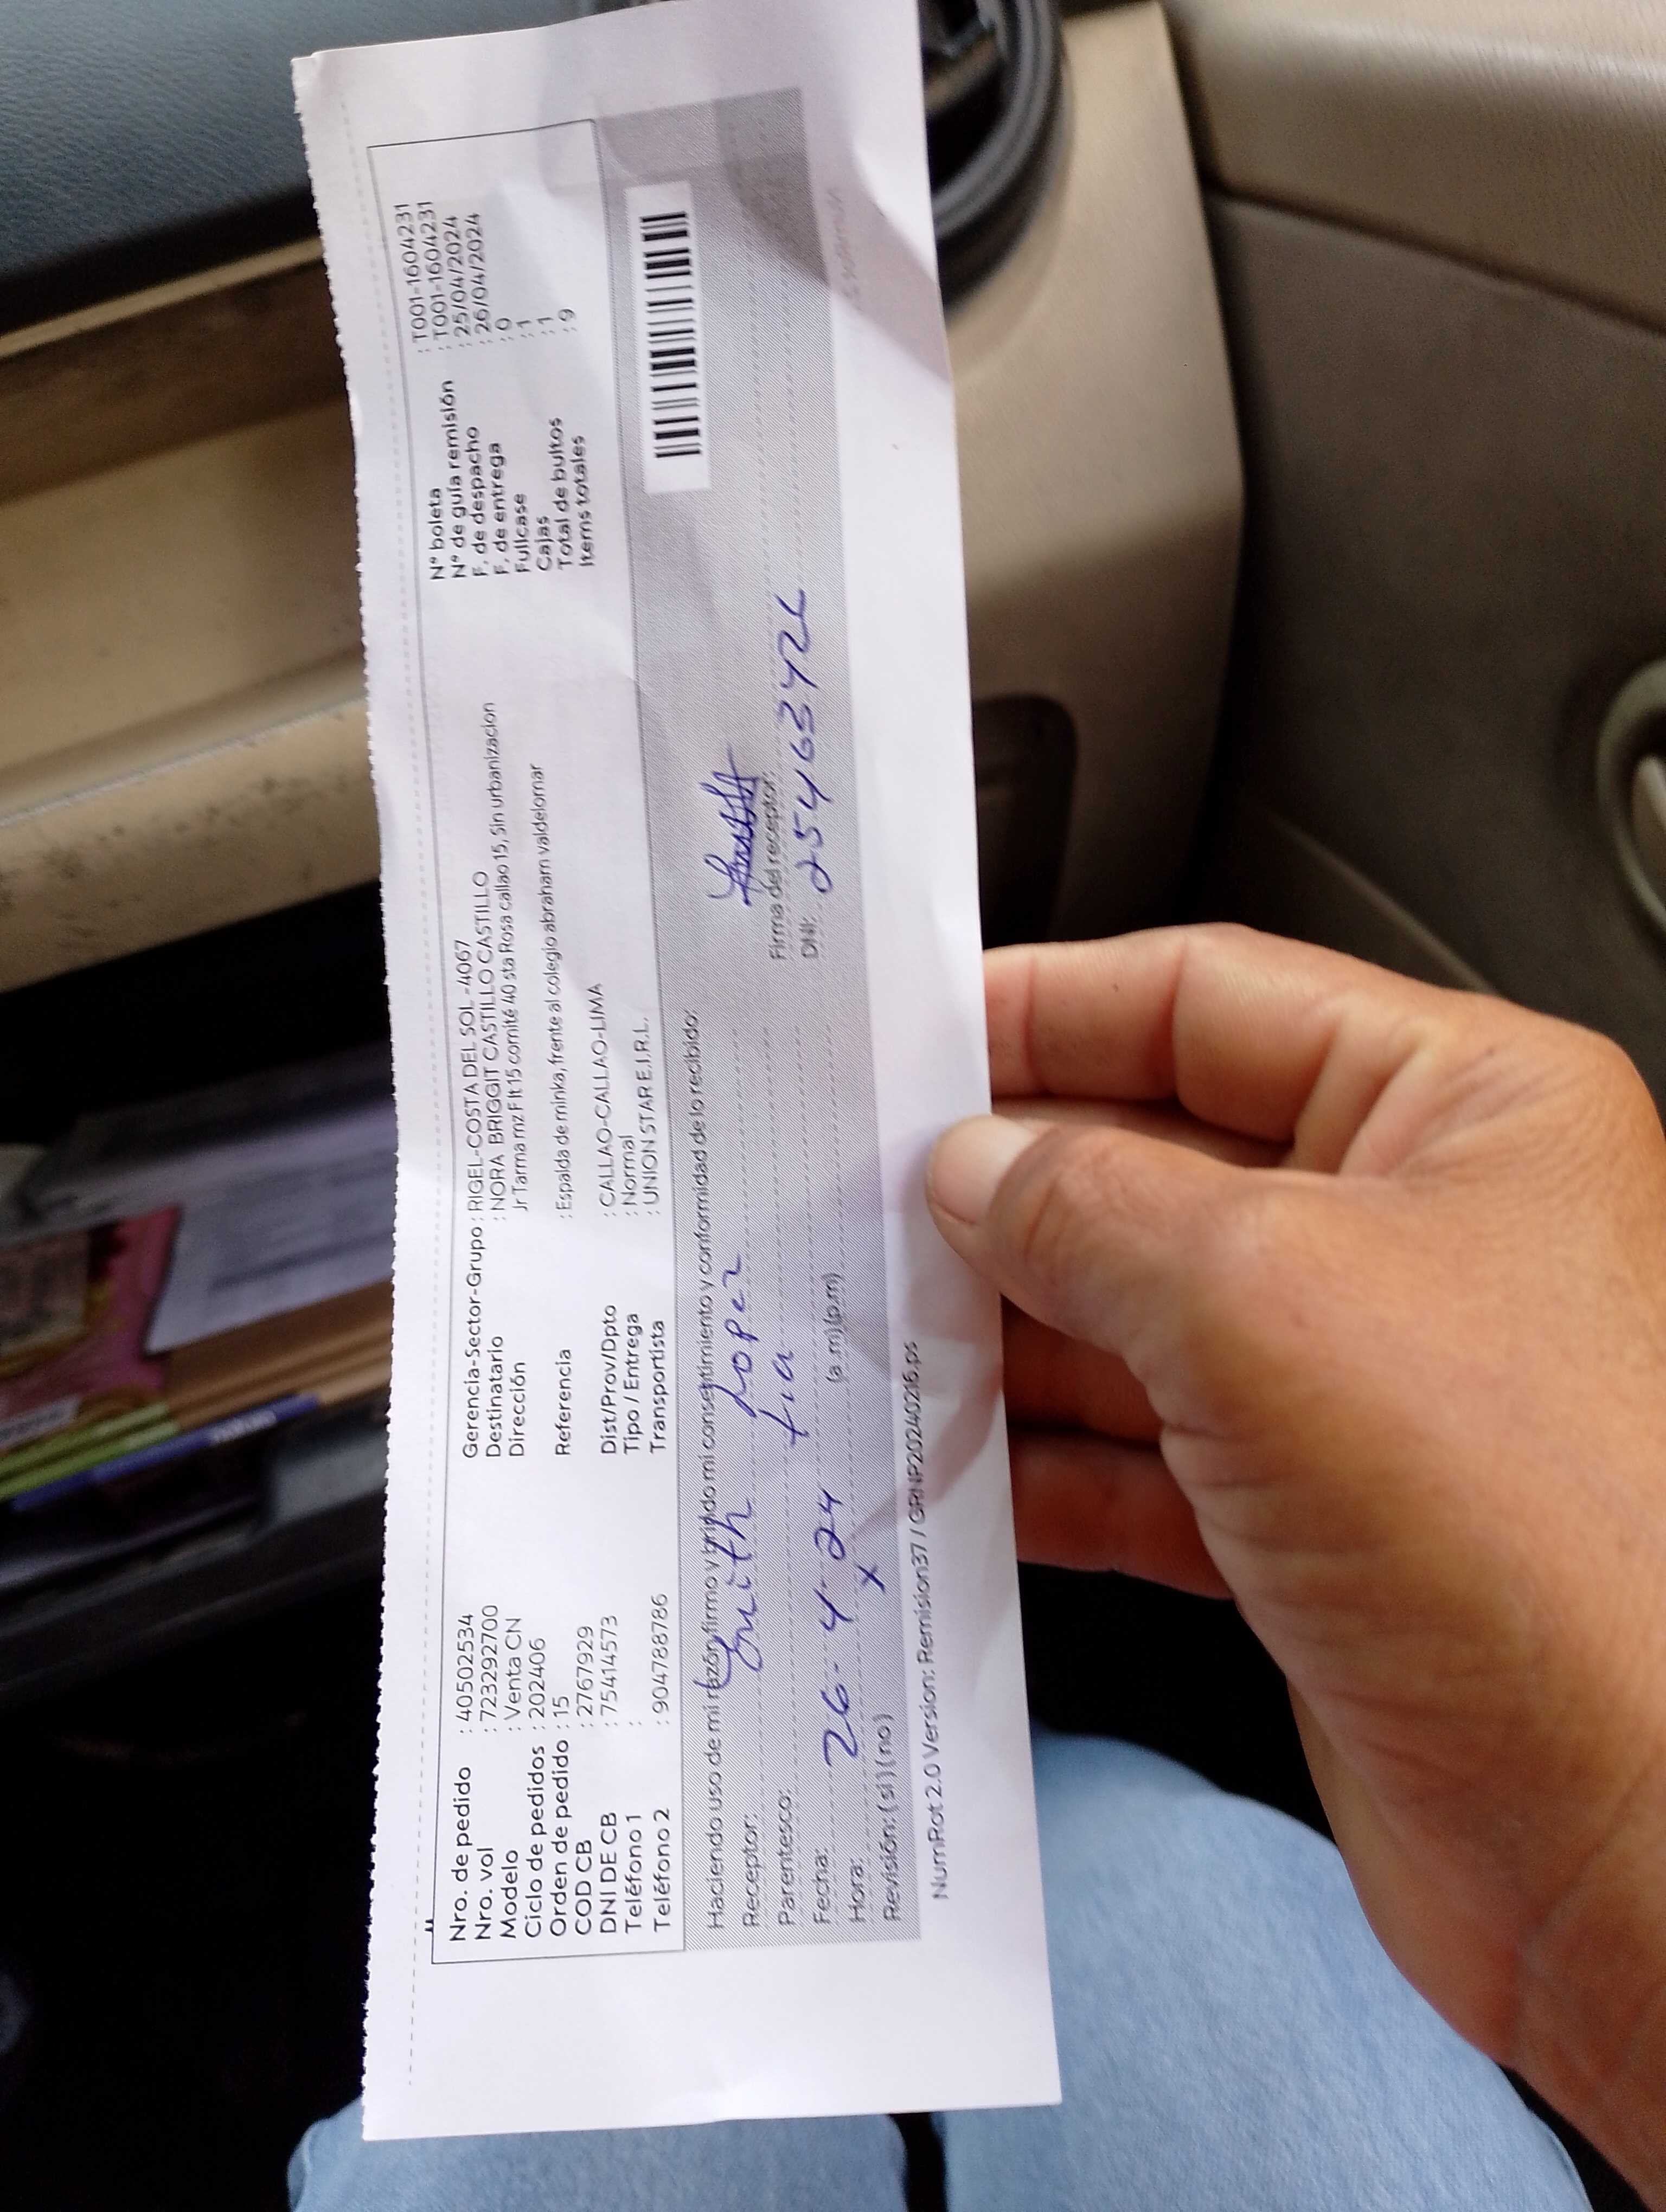 Nro. de pedido : 40502534
Nro. vol : 723292700
Modelo : Venta CN
Ciclo de pedidos : 202406
Orden de pedido : 15
COD CB : 2767929
DNI DE CB : 75414573
Teléfono 1 :
Teléfono 2 : 904788786
Gerencia-Sector-Grupo : RIGEL-COSTA DEL SOL -4067
Destinatario : NORA BRIGGIT CASTILLO CASTILLO
Dirección : Jr Tarma mz F lt 15 comité 40 sta Rosa callao 15, Sin urbanizacion
Referencia : Espalda de minka, frente al colegio abraham valdelomar
Dist/Prov/Dpto : CALLAO-CALLAO-LIMA
Tipo / Entrega : Normal
Transportista : UNION STAR E.I.R.L.
N° boleta : T001-1604231
N° de guía remisión : T001-1604231
F. de despacho : 25/04/2024
F. de entrega : 26/04/2024
Fullcase : 0
Cajas : 1
Total de bultos : 1
Items totales : 9
Haciendo uso de mi razón firmo y brindo mi consentimiento y conformidad de lo recibido:
Receptor: Lopez
Parentesco: tia
Fecha: 26-4-24
Hora: (a.m)(p.m)
Revisión: (si) (no) X
Firma del receptor:
DNI:
NumRot 2.0 Version: Remision37 / GRNP20240216.ps